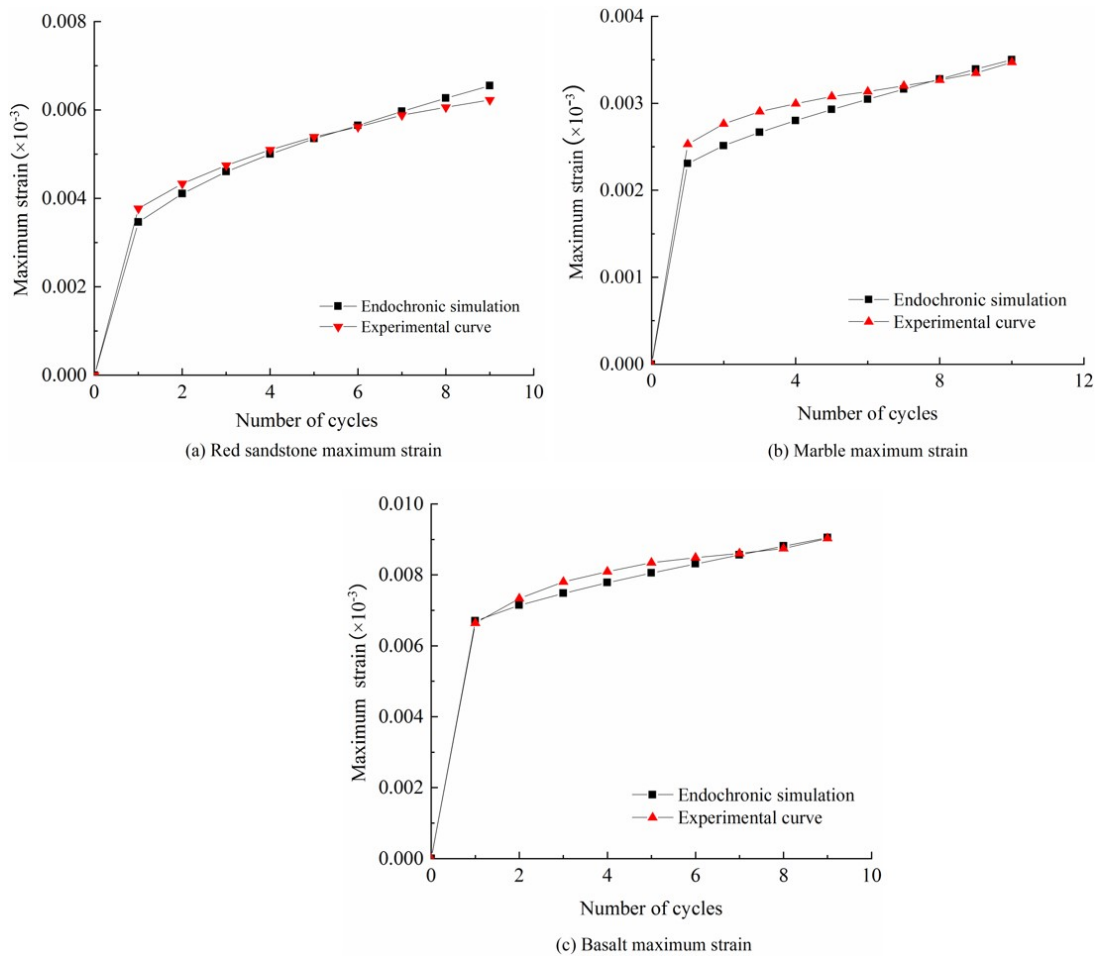 0.008
0.006
0.004
0.002
0.000
0 2 4 6 8 10
Maximum strain (×10⁻³)
Number of cycles
Endochronic simulation
Experimental curve
(a) Red sandstone maximum strain
0.004
0.003
0.002
0.001
0.000
0 4 8 12
Maximum strain (×10⁻³)
Number of cycles
Endochronic simulation
Experimental curve
(b) Marble maximum strain
0.010
0.008
0.006
0.004
0.002
0.000
0 2 4 6 8 10
Maximum strain (×10⁻³)
Number of cycles
Endochronic simulation
Experimental curve
(c) Basalt maximum strain